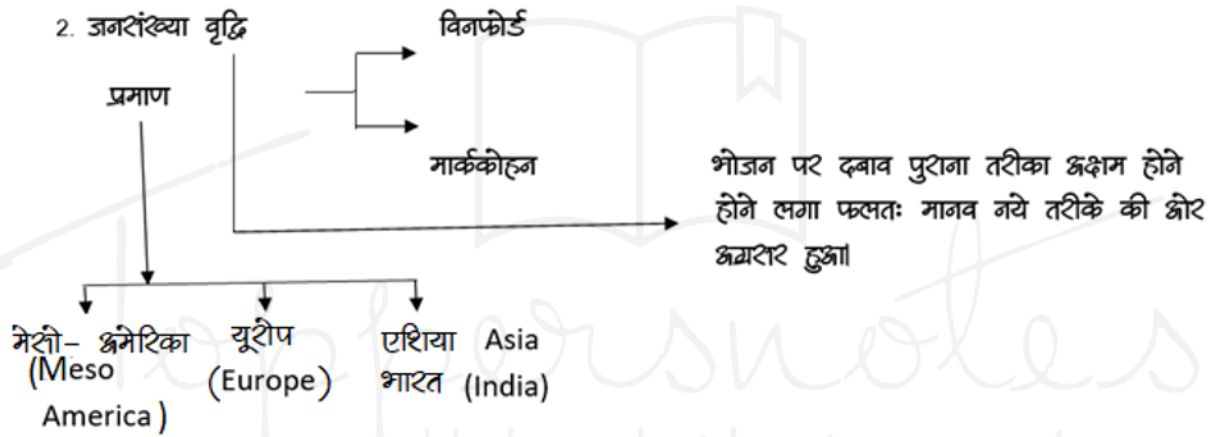 2. जनसंख्या वृद्धि
विनफोर्ड
प्रमाण
मार्ककोहन
भोजन पर दबाव पुराना तरीका अक्षम होने
होने लगा फलतः मानव नये तरीके की ओर
अग्रसर हुआ।
मेसो- अमेरिका
(Meso
America)
यूरोप
(Europe)
एशिया Asia
भारत (India)
Toppersnotes